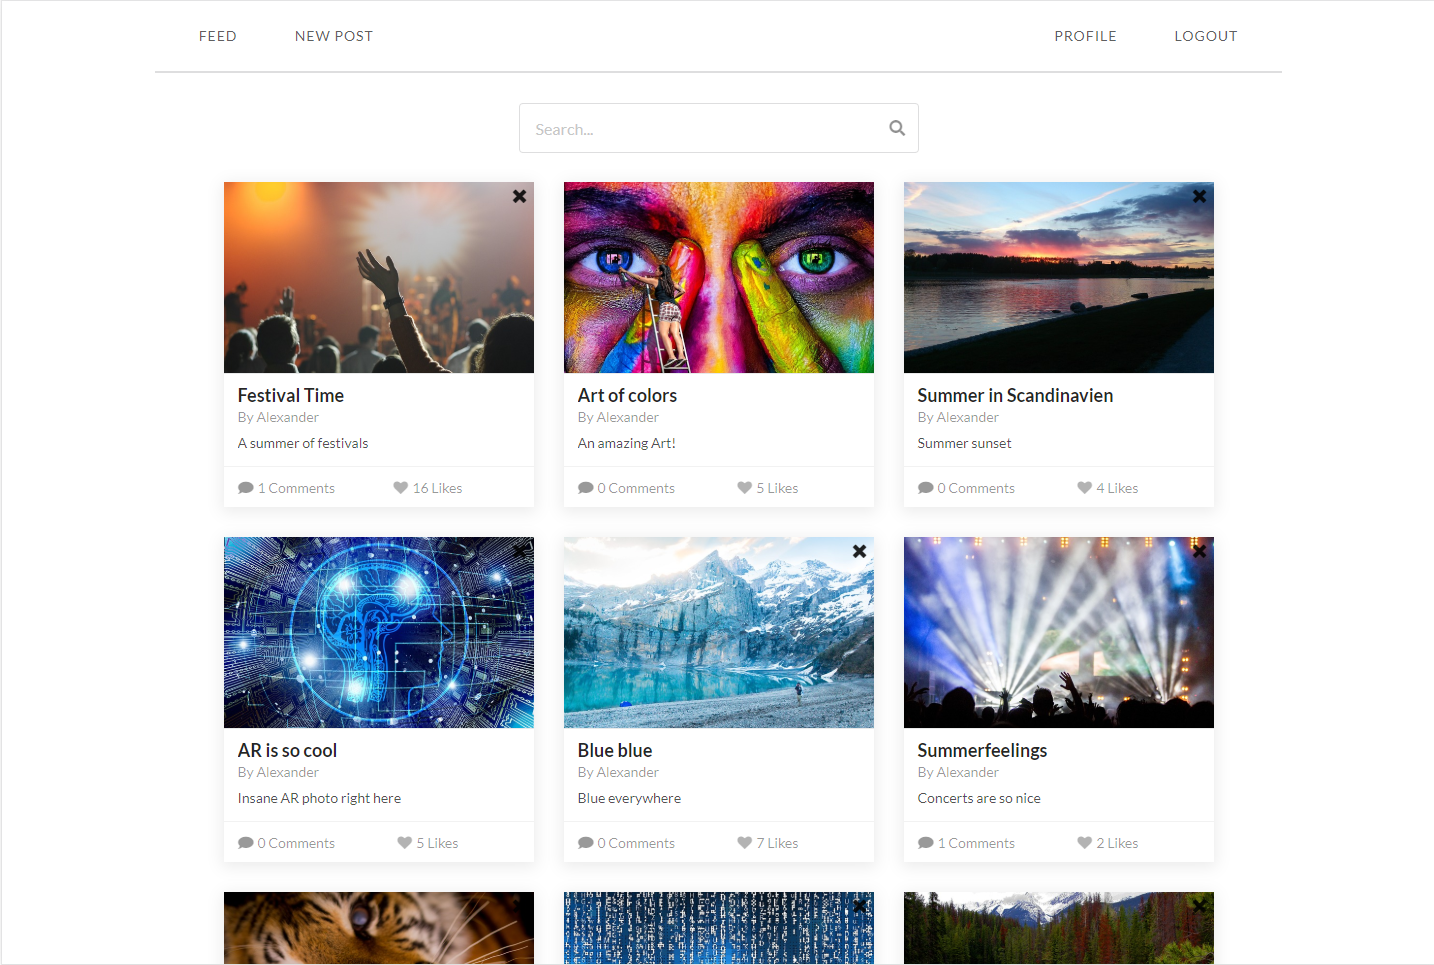 FEED NEW POST PROFILE LOGOUT
Search...
Festival Time
By Alexander
A summer of festivals
1 Comments 16 Likes
Art of colors
By Alexander
An amazing Art!
0 Comments 5 Likes
Summer in Scandinavien
By Alexander
Summer sunset
0 Comments 4 Likes
AR is so cool
By Alexander
Insane AR photo right here
0 Comments 5 Likes
Blue blue
By Alexander
Blue everywhere
0 Comments 7 Likes
Summerfeelings
By Alexander
Concerts are so nice
1 Comments 2 Likes